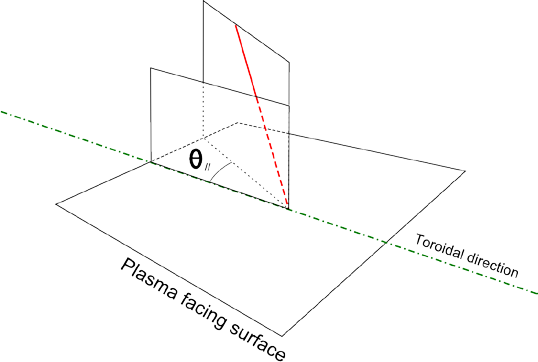 θ//
Toroidal direction
Plasma facing surface